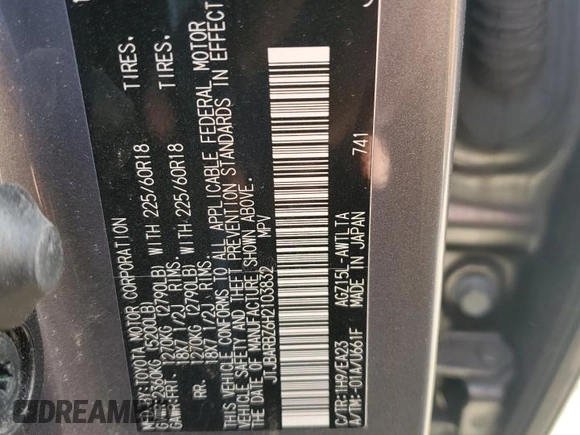 MFD. BY: TOYOTA MOTOR CORPORATION
GVWR 2360KG (5200LB)
GAWR FRT. 1270KG (2790LB) WITH 225/60R18 TIRES,
18X7 1/2J RIMS,
RR. 1270KG (2790LB) WITH 225/60R18 TIRES,
18X7 1/2J RIMS,
THIS VEHICLE CONFORMS TO ALL APPLICABLE FEDERAL MOTOR
VEHICLE SAFETY AND THEFT PREVENTION STANDARDS IN EFFECT ON
THE DATE OF MANUFACTURE SHOWN ABOVE.
JTJBARBZ6H2103832 MPV
C/TR:1H9/EA23 AGZ15L-AWTLTA 741
A/TM:-01A/U661F MADE IN JAPAN
RideSafely